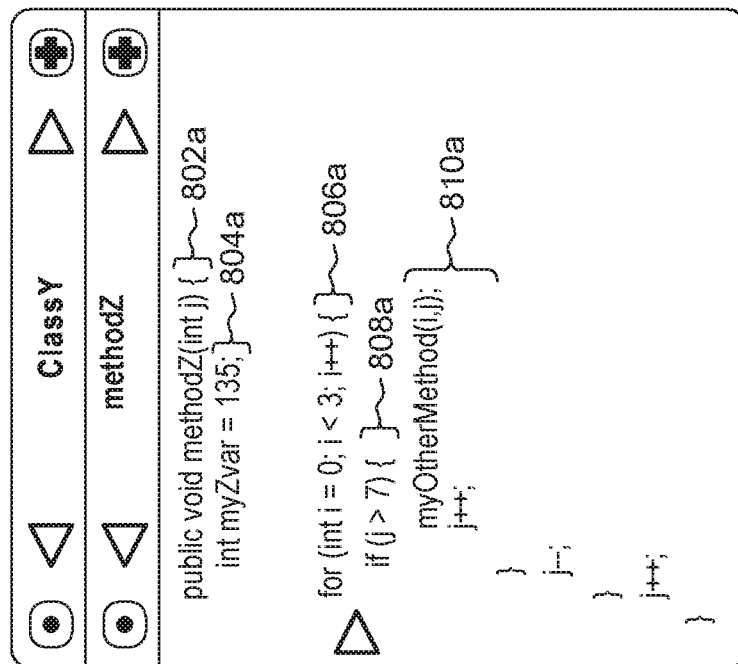 ClassY
methodZ
public void methodZ(int j) { 802a
int myZvar = 135; 804a
for (int i = 0; i < 3; i++) { 806a
if (j > 7) { 808a
myOtherMethod(i,j); 810a
j++;
}
j--;
}
j++;
}